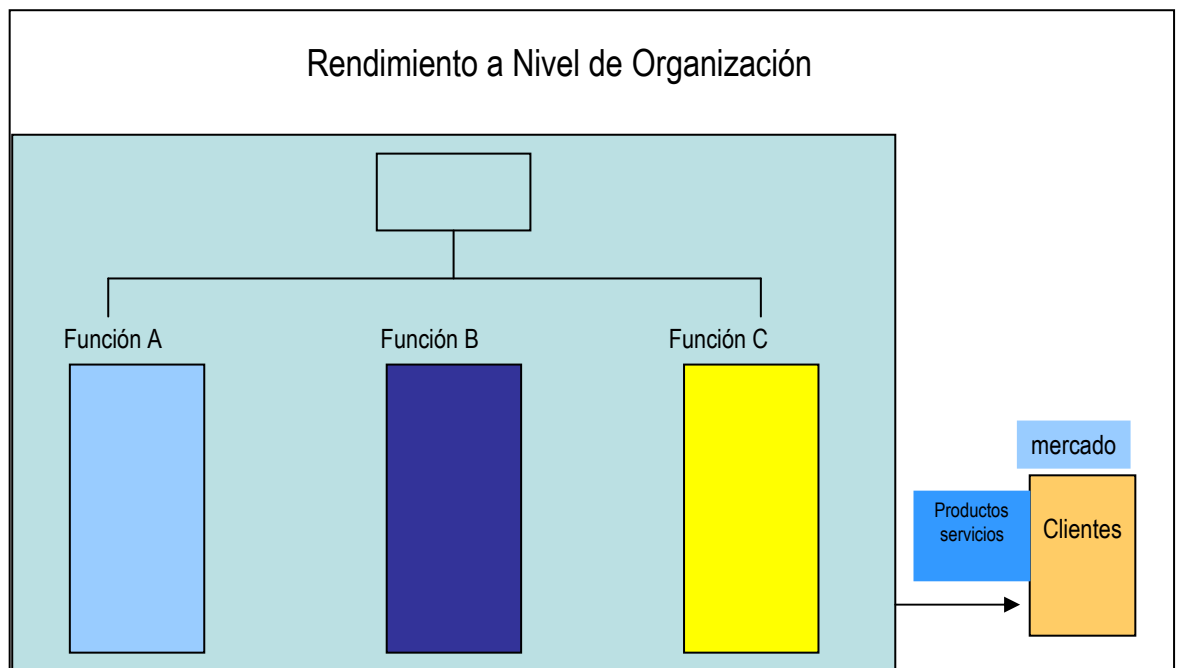 Rendimiento a Nivel de Organización
Función A
Función B
Función C
mercado
Productos
servicios
Clientes